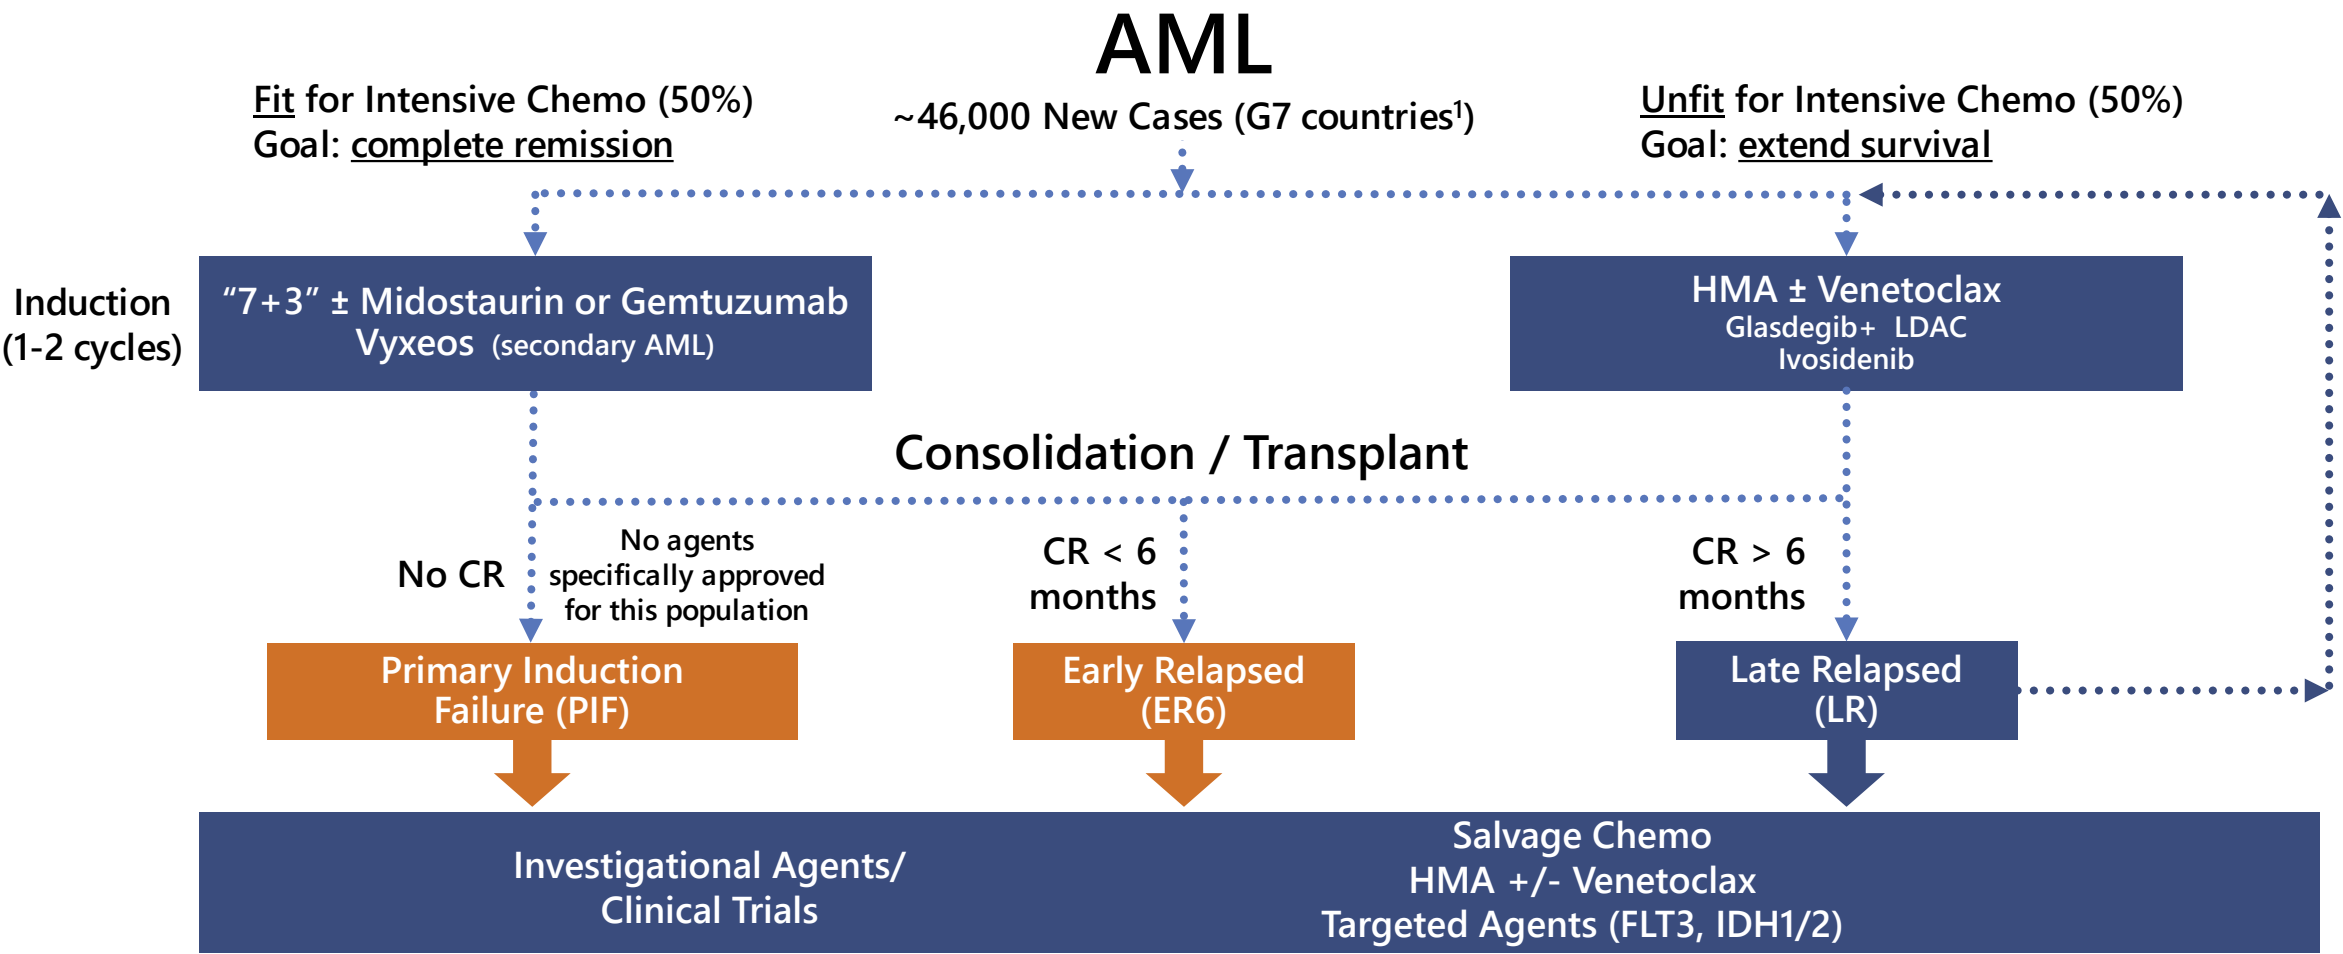 AML
~46,000 New Cases (G7 countries¹)
Fit for Intensive Chemo (50%)
Goal: complete remission
Unfit for Intensive Chemo (50%)
Goal: extend survival
Induction
(1-2 cycles)
“7+3” ± Midostaurin or Gemtuzumab
Vyxeos (secondary AML)
HMA ± Venetoclax
Glasdegib+ LDAC
Ivosidenib
Consolidation / Transplant
No CR
No agents
specifically approved
for this population
CR < 6
months
CR > 6
months
Primary Induction
Failure (PIF)
Early Relapsed
(ER6)
Late Relapsed
(LR)
Investigational Agents/
Clinical Trials
Salvage Chemo
HMA +/- Venetoclax
Targeted Agents (FLT3, IDH1/2)